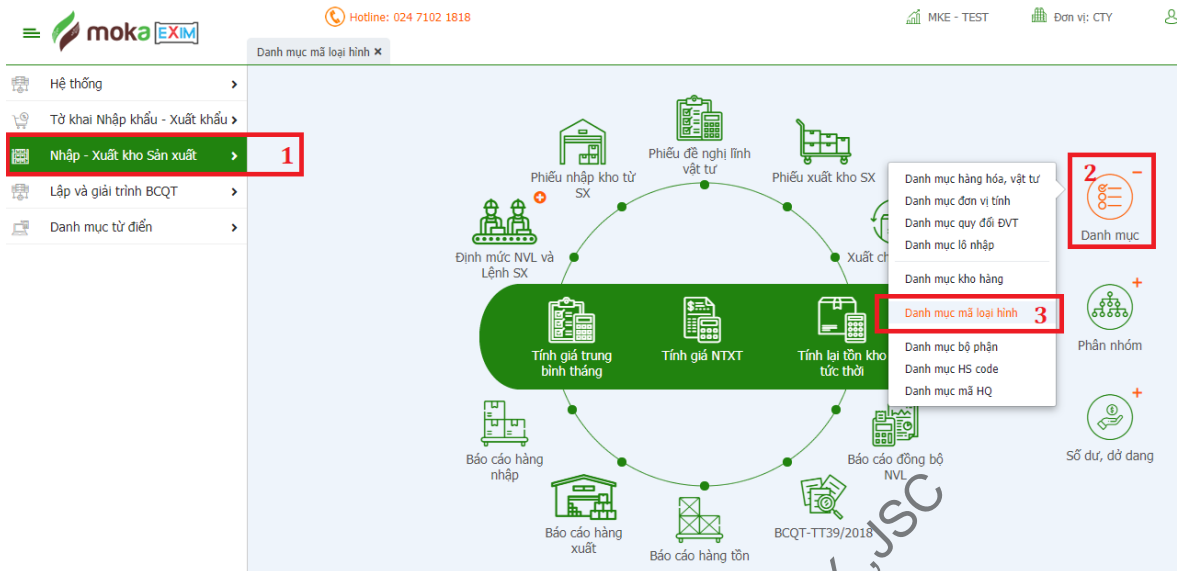 moka EXIM
Hotline: 024 7102 1818
MKE - TEST
Đơn vị: CTY
Danh mục mã loại hình ×
Hệ thống
Tờ khai Nhập khẩu - Xuất khẩu
Nhập - Xuất kho Sản xuất
1
Lập và giải trình BCQT
Danh mục từ điển
Phiếu đề nghị lĩnh
vật tư
Phiếu nhập kho từ
SX
Phiếu xuất kho SX
Định mức NVL và
Lệnh SX
Xuất ch
Tính giá trung
bình tháng
Tính giá NTXT
Tính lại tồn kho
tức thời
Báo cáo hàng
nhập
Báo cáo đồng bộ
NVL
Báo cáo hàng
xuất
Báo cáo hàng tồn
BCQT-TT39/2018
Danh mục hàng hóa, vật tư
Danh mục đơn vị tính
Danh mục quy đổi ĐVT
Danh mục lô nhập
Danh mục kho hàng
Danh mục mã loại hình
3
Danh mục bộ phận
Danh mục HS code
Danh mục mã HQ
2
Danh mục
Phân nhóm
Số dư, dở dang
,JSC